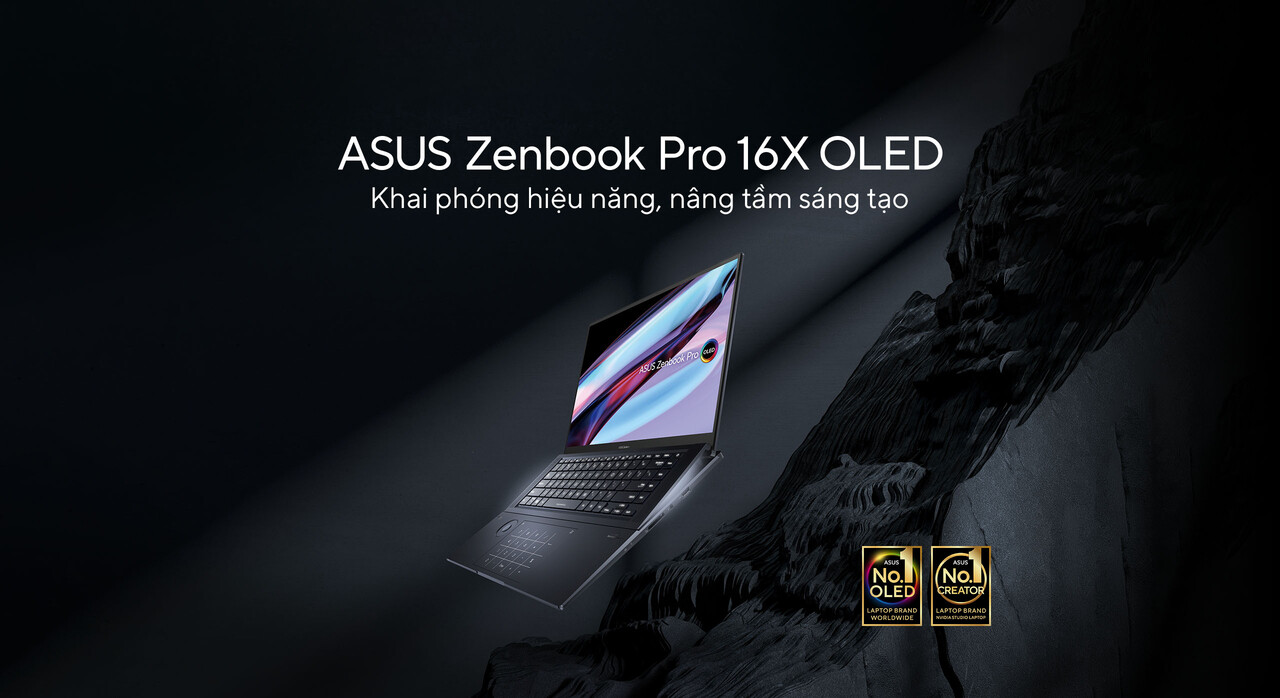 ASUS Zenbook Pro 16X OLED
Khai phóng hiệu năng, nâng tầm sáng tạo
ASUS Zenbook Pro OLED
ASUS
No.1
OLED
LAPTOP BRAND
WORLDWIDE
ASUS
No.1
CREATOR
LAPTOP BRAND
NVIDIA STUDIO LAPTOP